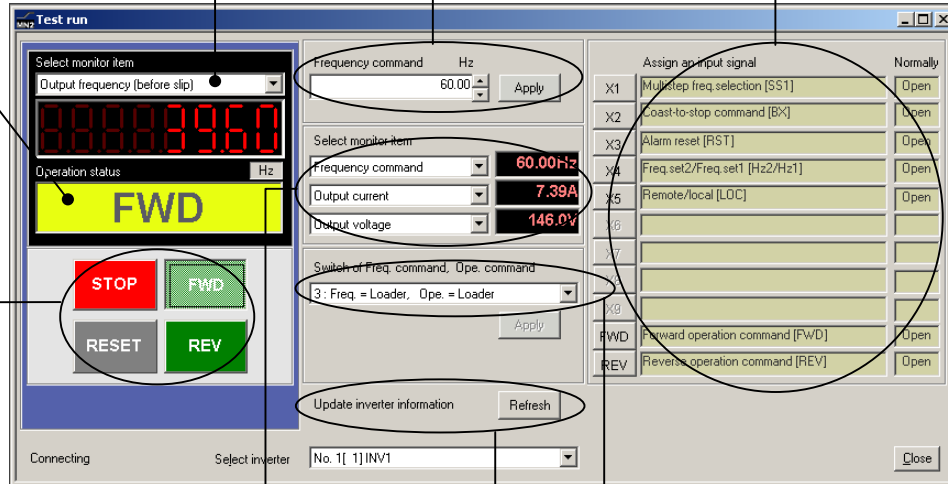 MN2 Test run
Select monitor item
Output frequency (before slip)
39.60
Operation status
Hz
FWD
STOP
FWD
RESET
REV
Frequency command Hz
60.00
Apply
Select monitor item
Frequency command 60.00Hz
Output current 7.39A
Output voltage 146.0V
Switch of Freq. command, Ope. command
3 : Freq. = Loader, Ope. = Loader
Apply
Update inverter information Refresh
Assign an input signal Normally
X1 Multistep freq.selection [SS1] Open
X2 Coast-to-stop command [BX] Open
X3 Alarm reset [RST] Open
X4 Freq.set2/Freq.set1 [Hz2/Hz1] Open
X5 Remote/local [LOC] Open
X6
X7
X8
X9
FWD Forward operation command [FWD] Open
REV Reverse operation command [REV] Open
Connecting
Select inverter
No. 1[ 1] INV1
Close